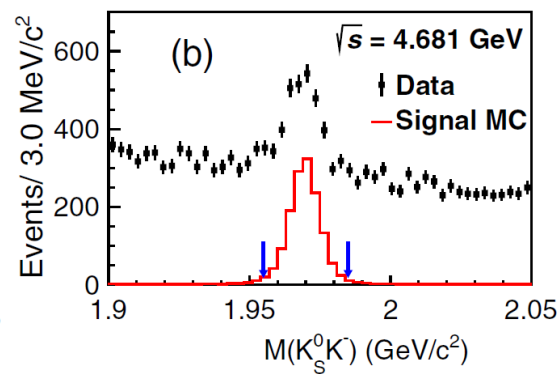 (b)
√s = 4.681 GeV
Data
Signal MC
Events/ 3.0 MeV/c²
600
400
200
0
1.9
1.95
2
2.05
M(K⁰_S K⁻) (GeV/c²)